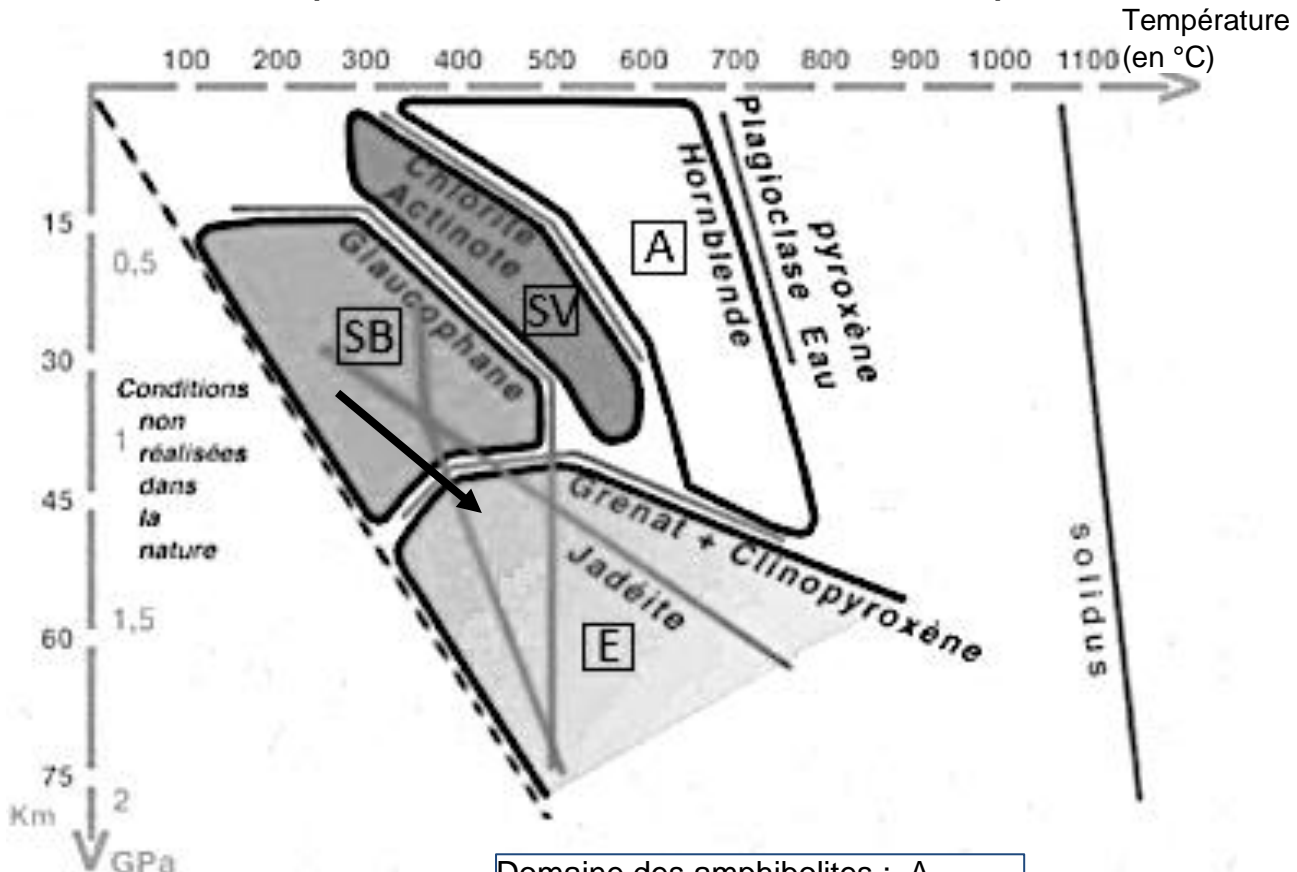 Température
(en °C)
100 200 300 400 500 600 700 800 900 1000 1100
15
30
45
60
75
Km
0,5
1
1,5
2
GPa
Conditions
non
réalisées
dans
la
nature
Chlorite
Actinote
Glaucophane
SB
SV
A
E
Hornblende
Plagioclase Eau
pyroxène
Grenat + Clinopyroxène
Jadéite
solidus
Domaine des amphibolites : A